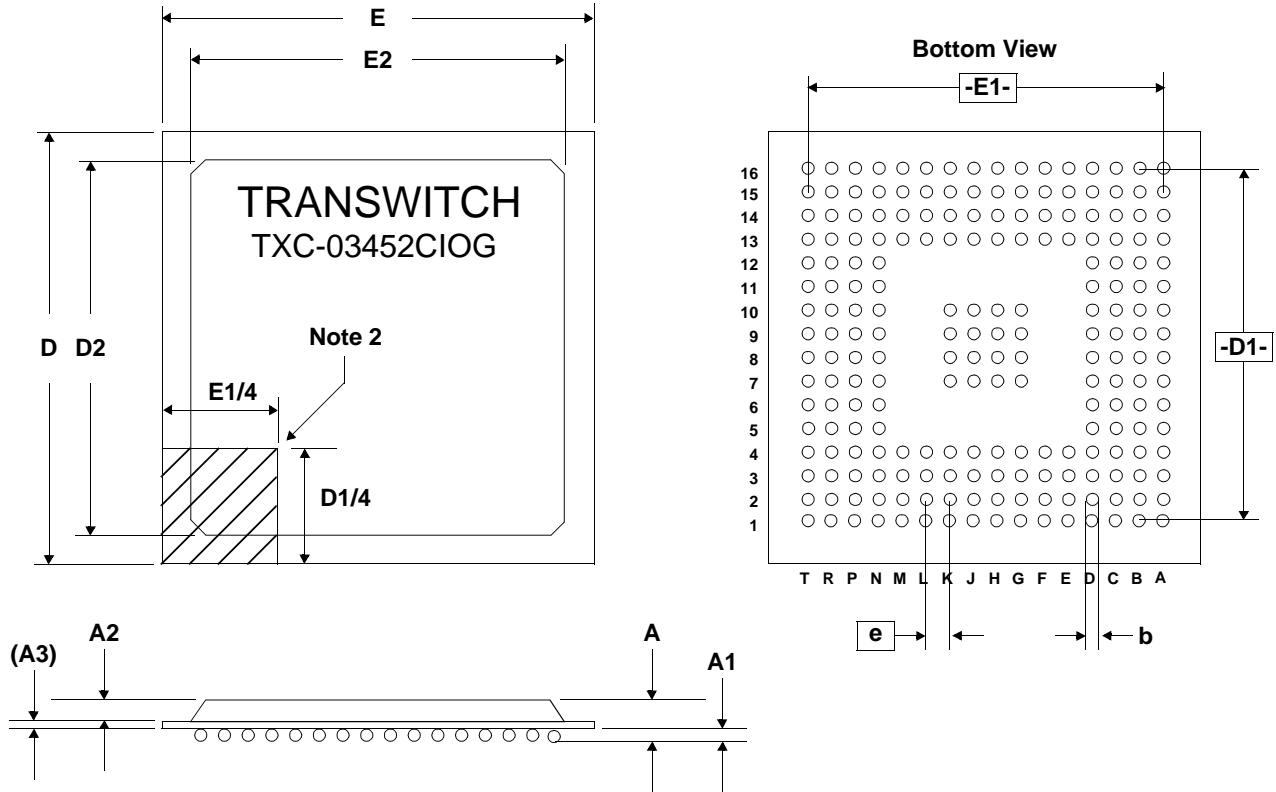 E
E2
Bottom View
-E1-
TRANSWITCH
TXC-03452CIOG
D
D2
Note 2
E1/4
D1/4
16
15
14
13
12
11
10
9
8
7
6
5
4
3
2
1
-D1-
T R P N M L K J H G F E D C B A
e
b
(A3)
A2
A
A1